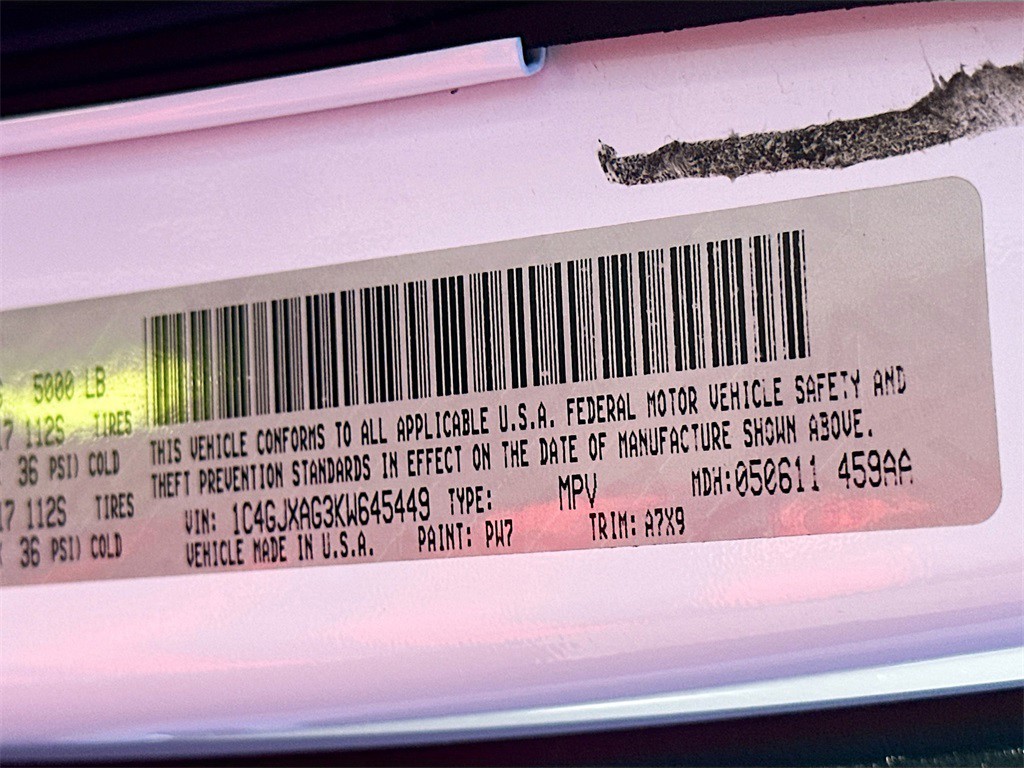 5000 LB
17 112S TIRES
36 PSI) COLD
17 112S TIRES
36 PSI) COLD
THIS VEHICLE CONFORMS TO ALL APPLICABLE U.S.A. FEDERAL MOTOR VEHICLE SAFETY AND
THEFT PREVENTION STANDARDS IN EFFECT ON THE DATE OF MANUFACTURE SHOWN ABOVE.
VIN: 1C4GJXAG3KW645449 TYPE: MPV MDH:050611 459AA
VEHICLE MADE IN U.S.A. PAINT: PW7 TRIM: A7X9